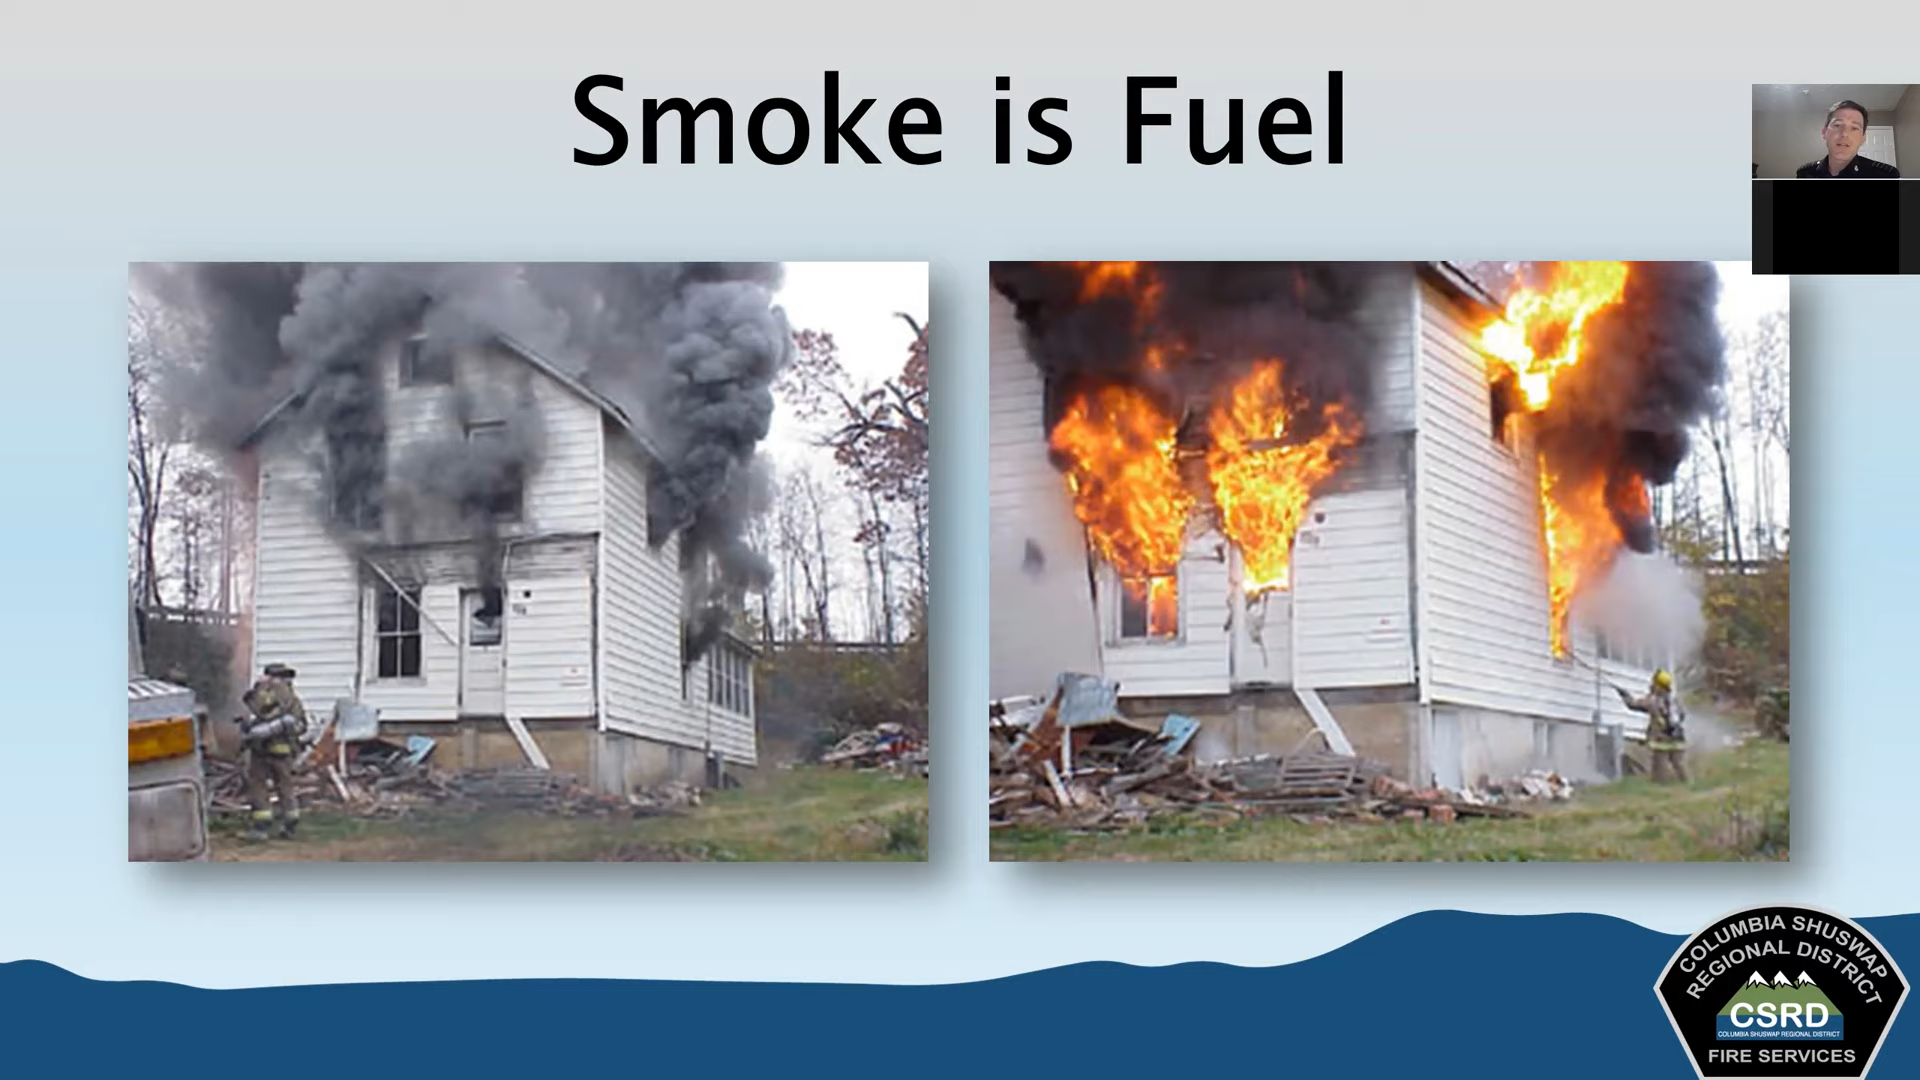 Smoke is Fuel
COLUMBIA SHUSWAP
REGIONAL DISTRICT
CSRD
COLUMBIA SHUSWAP REGIONAL DISTRICT
FIRE SERVICES